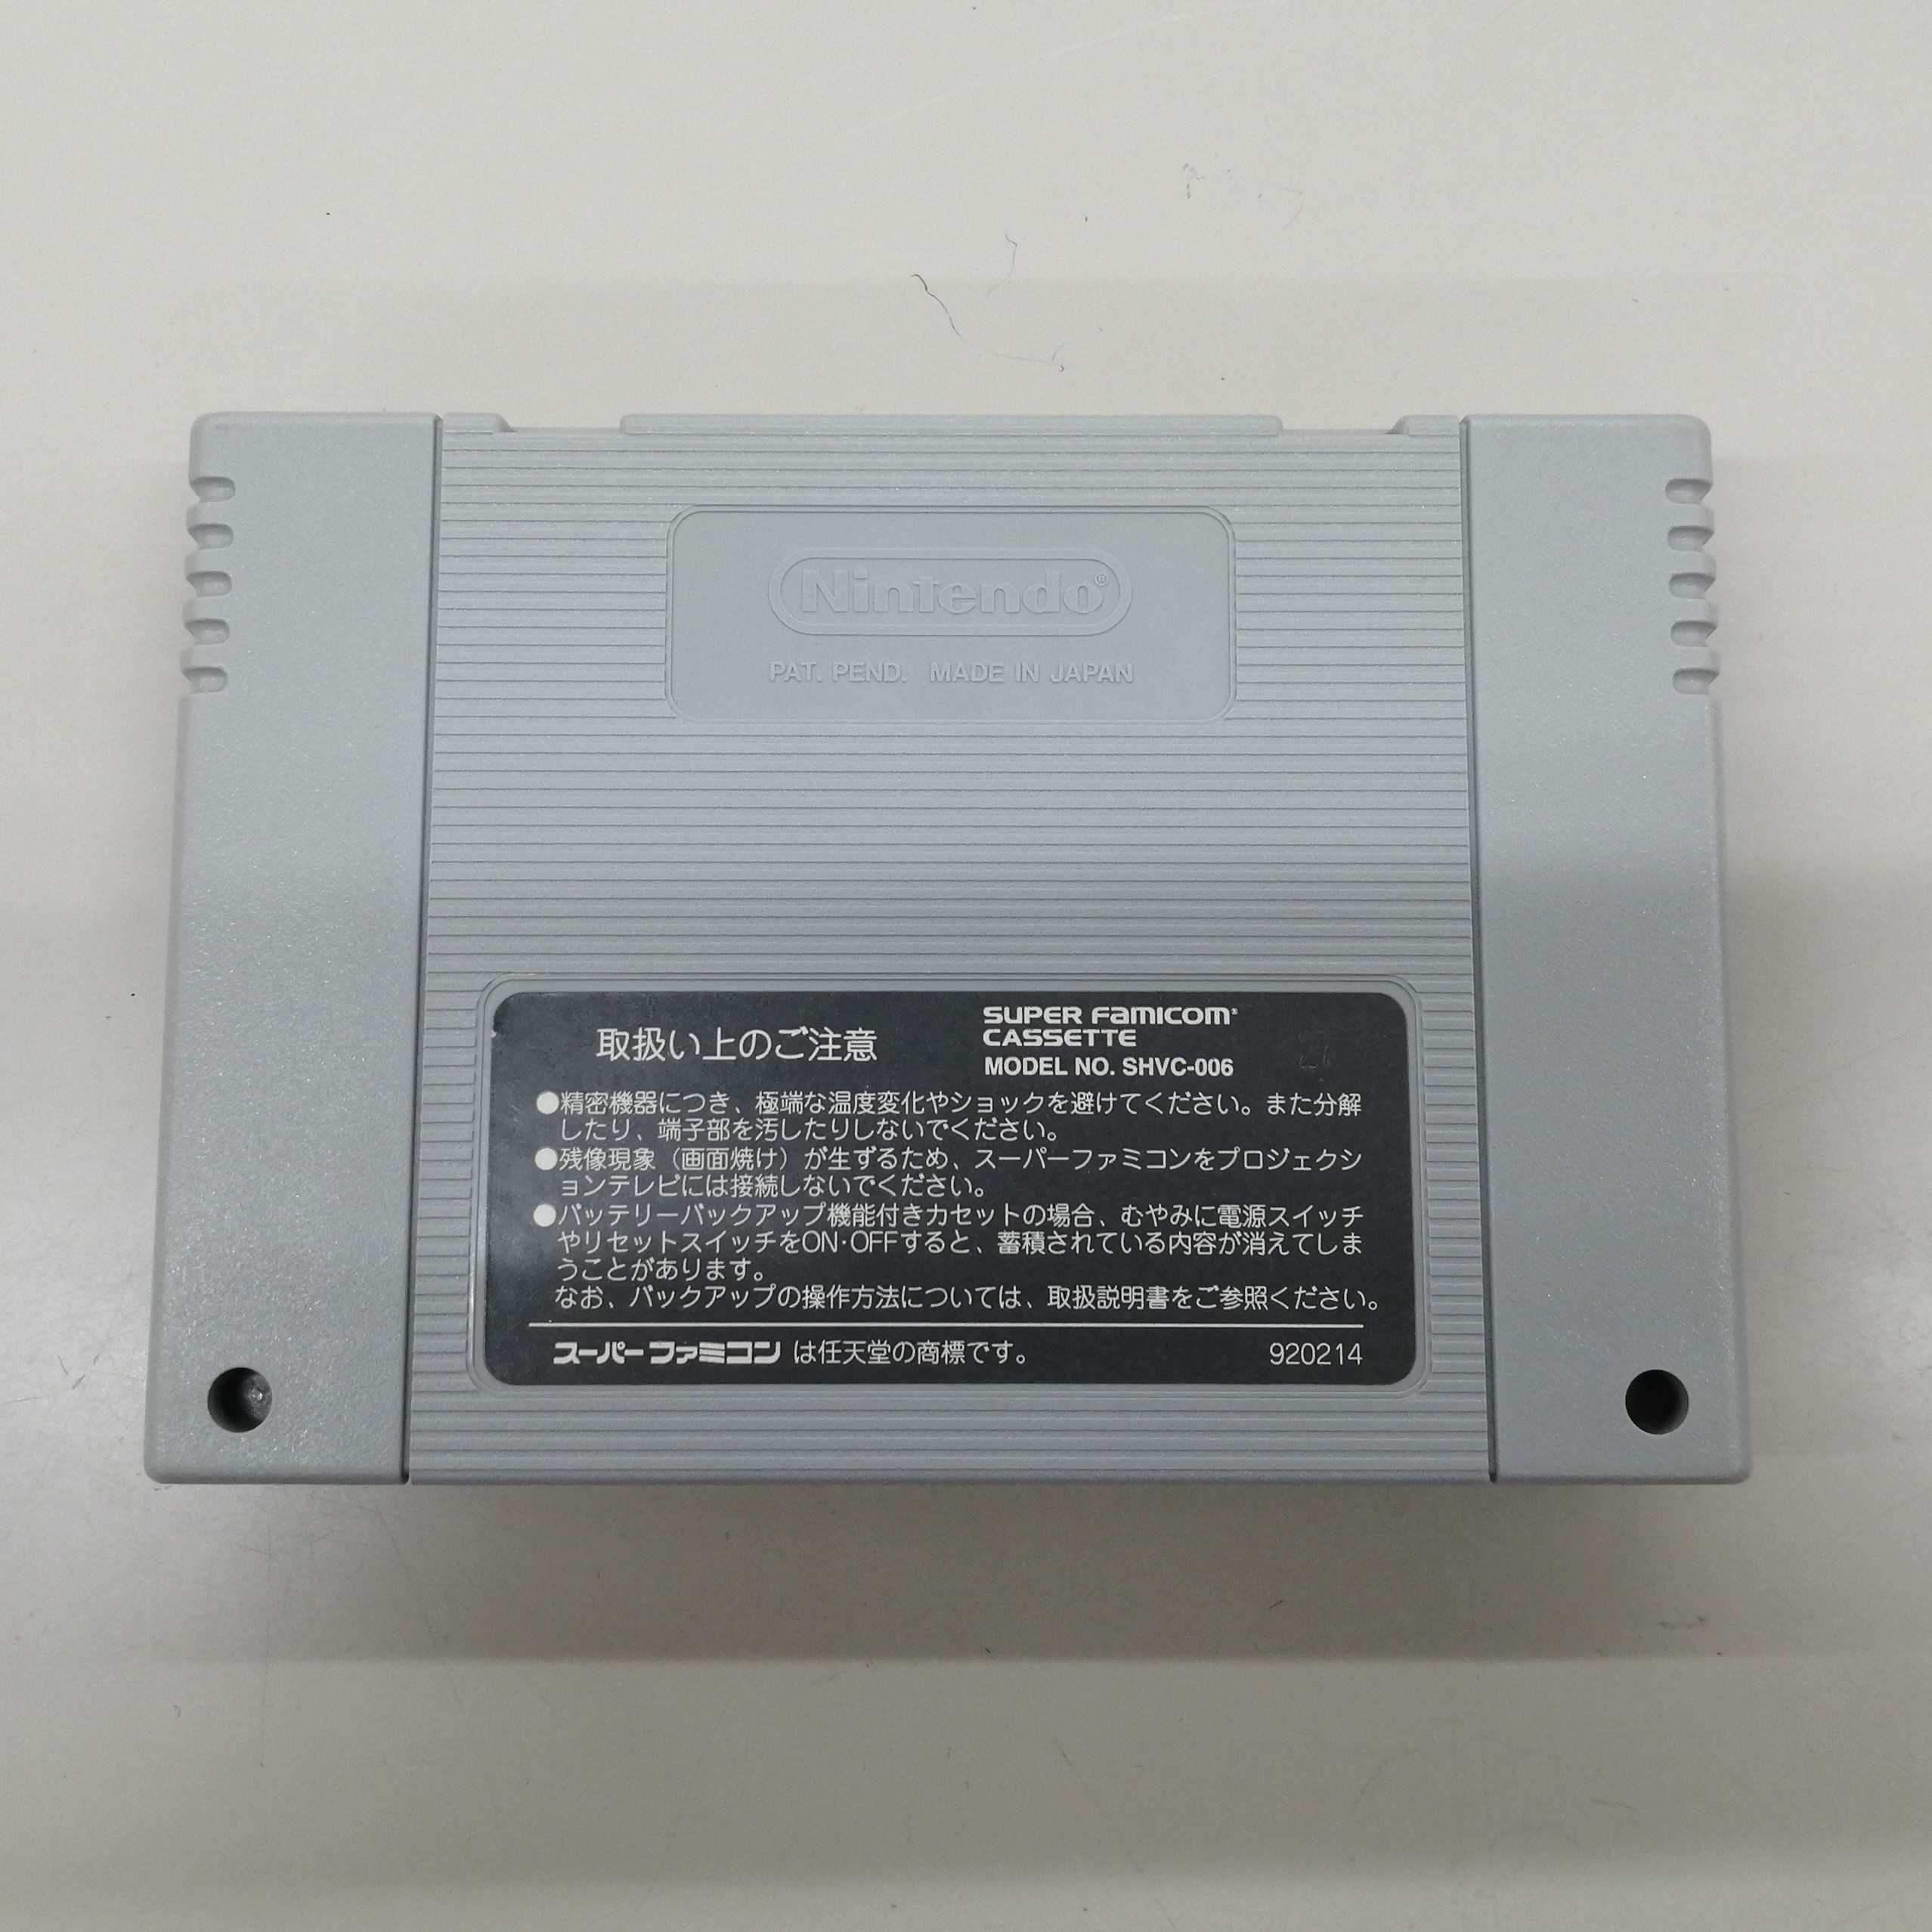 Nintendo®
PAT. PEND. MADE IN JAPAN
取扱い上のご注意
SUPER FAMICOM
CASSETTE
MODEL NO. SHVC-006
●精密機器につき、極端な温度変化やショックを避けてください。また分解
したり、端子部を汚したりしないでください。
●残像現象（画面焼け）が生ずるため、スーパーファミコンをプロジェクシ
ョンテレビには接続しないでください。
●バッテリーバックアップ機能付きカセットの場合、むやみに電源スイッチ
やリセットスイッチをON·OFFすると、蓄積されている内容が消えてしま
うことがあります。
なお、バックアップの操作方法については、取扱説明書をご参照ください。
スーパーファミコン は任天堂の商標です。
920214